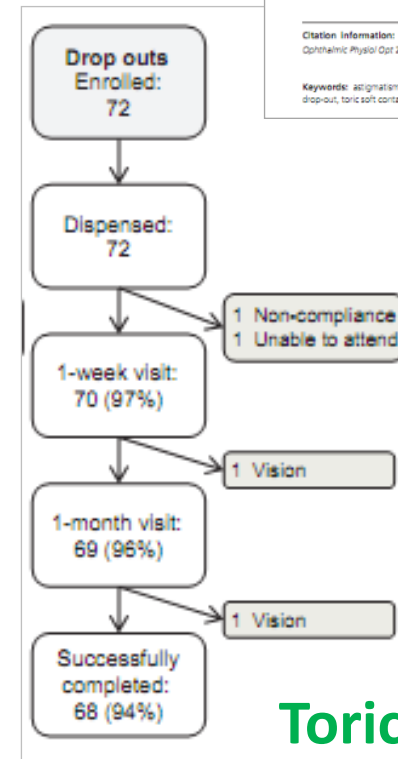 Citation Information:
Ophthalmic Physiol Opt
Keywords: astigmatism
drop-out, toric soft
Drop outs
Enrolled:
72
Dispensed:
72
1 Non-compliance
1 Unable to attend
1-week visit:
70 (97%)
1 Vision
1-month visit:
69 (96%)
1 Vision
Successfully
completed:
68 (94%)
Toric